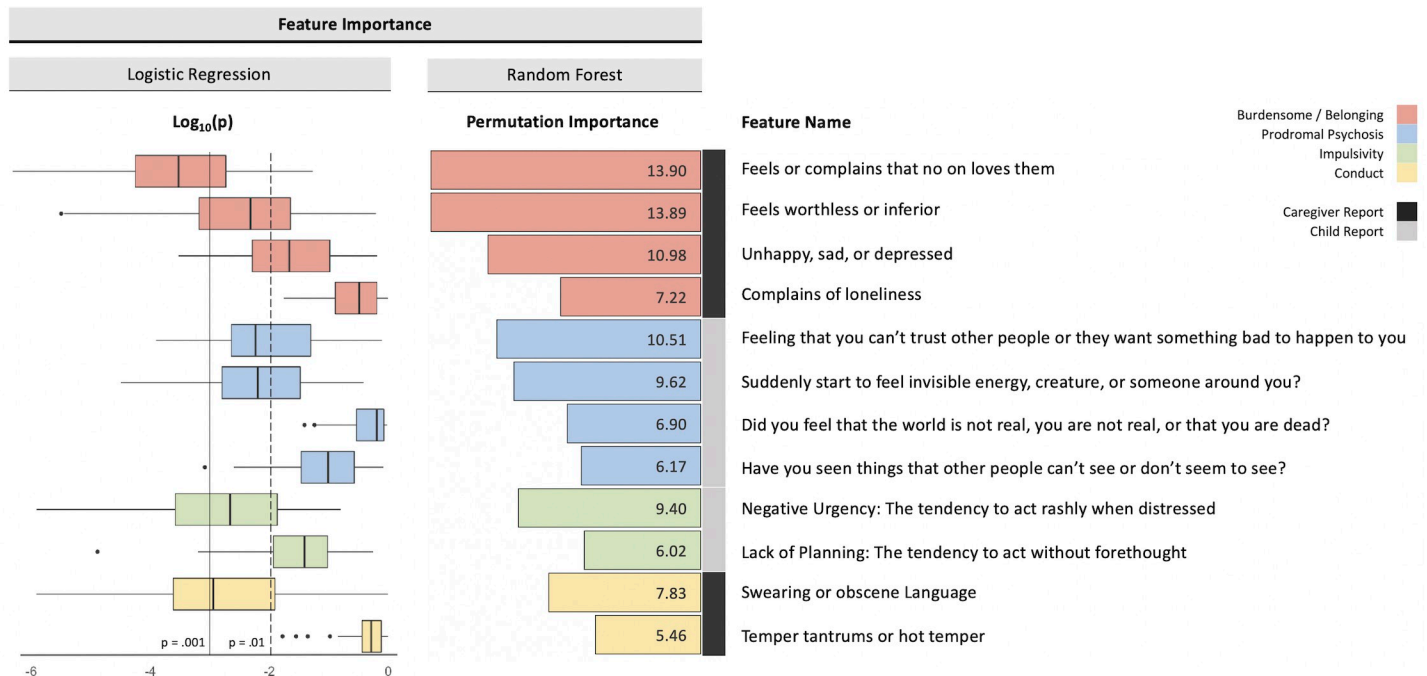 Feature Importance
Logistic Regression
Random Forest
Log10(p)
Permutation Importance
Feature Name
Burdensome / Belonging
Prodromal Psychosis
Impulsivity
Conduct
Caregiver Report
Child Report
13.90 Feels or complains that no on loves them
13.89 Feels worthless or inferior
10.98 Unhappy, sad, or depressed
7.22 Complains of loneliness
10.51 Feeling that you can't trust other people or they want something bad to happen to you
9.62 Suddenly start to feel invisible energy, creature, or someone around you?
6.90 Did you feel that the world is not real, you are not real, or that you are dead?
6.17 Have you seen things that other people can't see or don't seem to see?
9.40 Negative Urgency: The tendency to act rashly when distressed
6.02 Lack of Planning: The tendency to act without forethought
7.83 Swearing or obscene Language
5.46 Temper tantrums or hot temper
p = .001 p = .01
-6 -4 -2 0